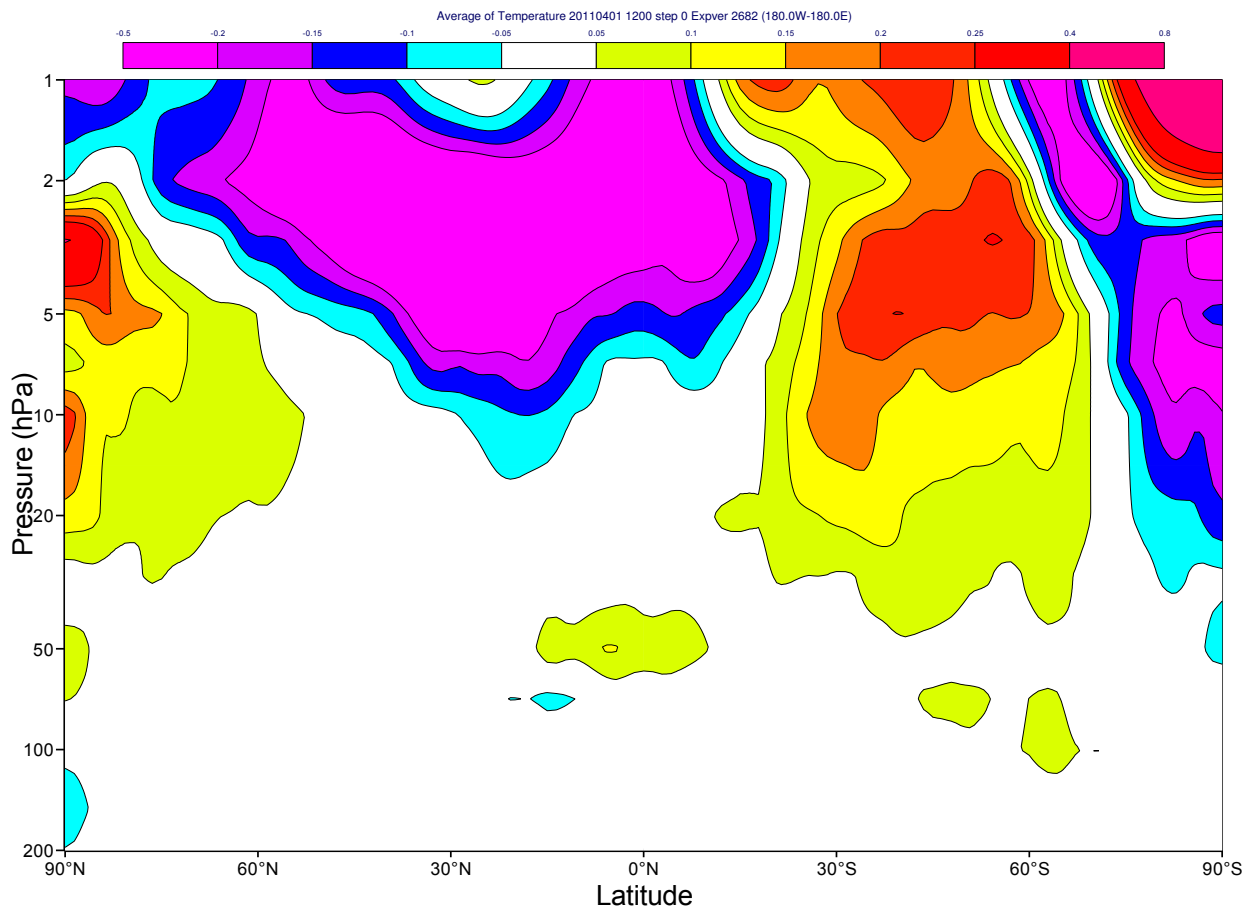 Average of Temperature 20110401 1200 step 0 Expver 2682 (180.0W-180.0E)
-0.5 -0.2 -0.15 -0.1 -0.05 0.05 0.1 0.15 0.2 0.25 0.4 0.8
1
2
5
10
20
50
100
200
Pressure (hPa)
90°N 60°N 30°N 0°N 30°S 60°S 90°S
Latitude